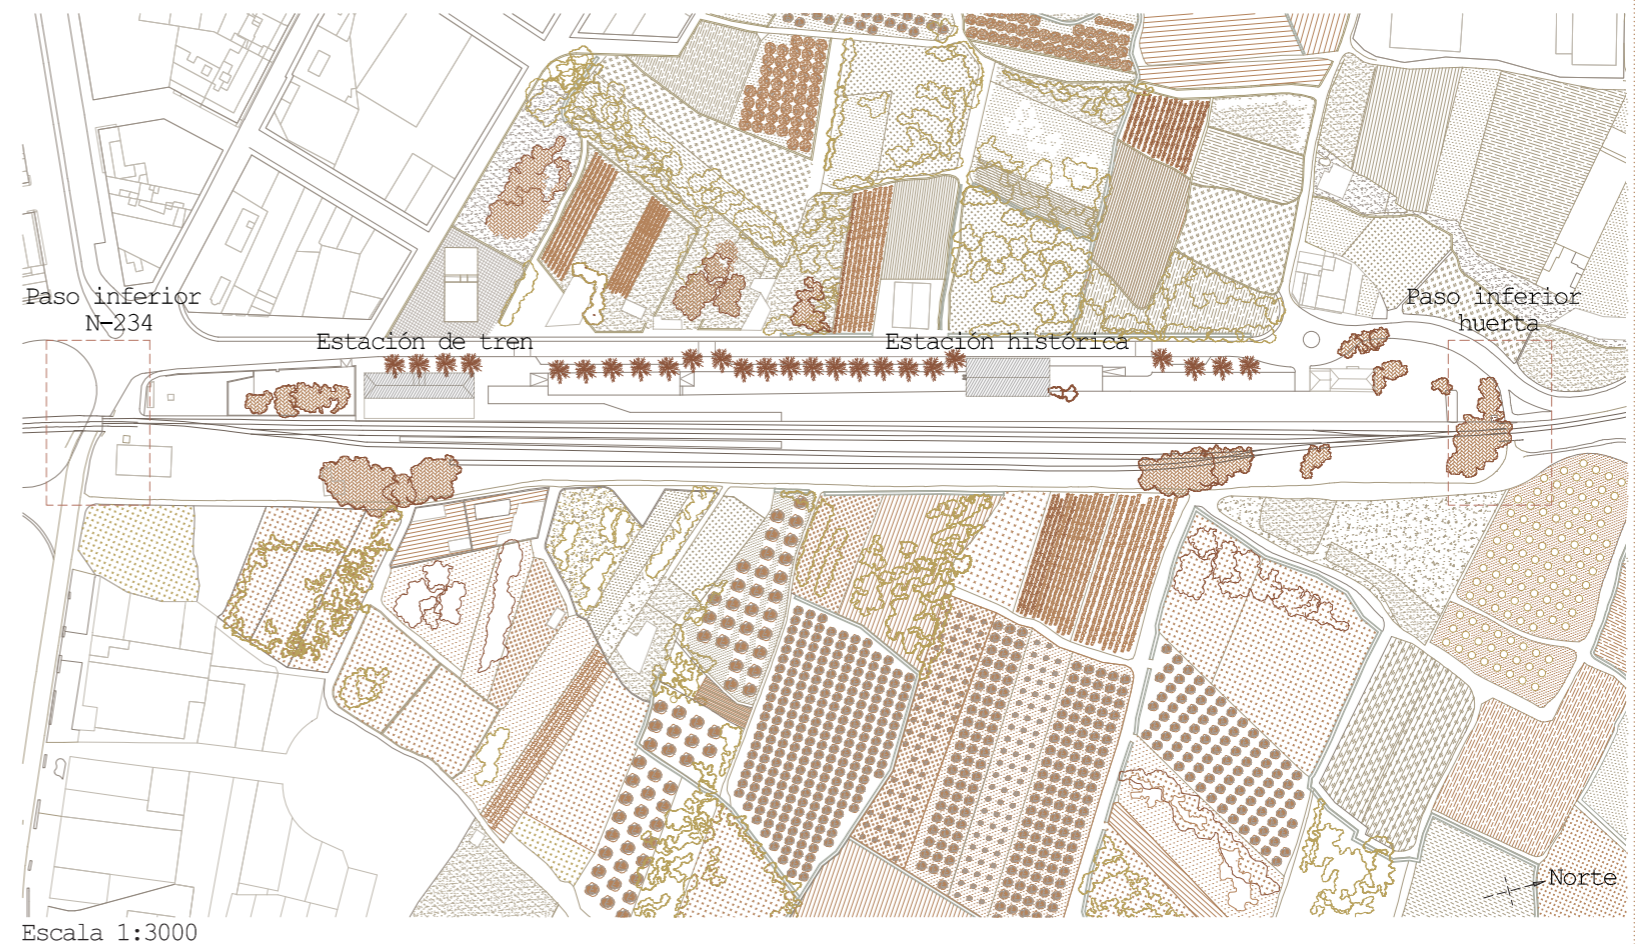 Paso inferior
N-234
Estación de tren
Estación histórica
Paso inferior
huerta
Norte
Escala 1:3000